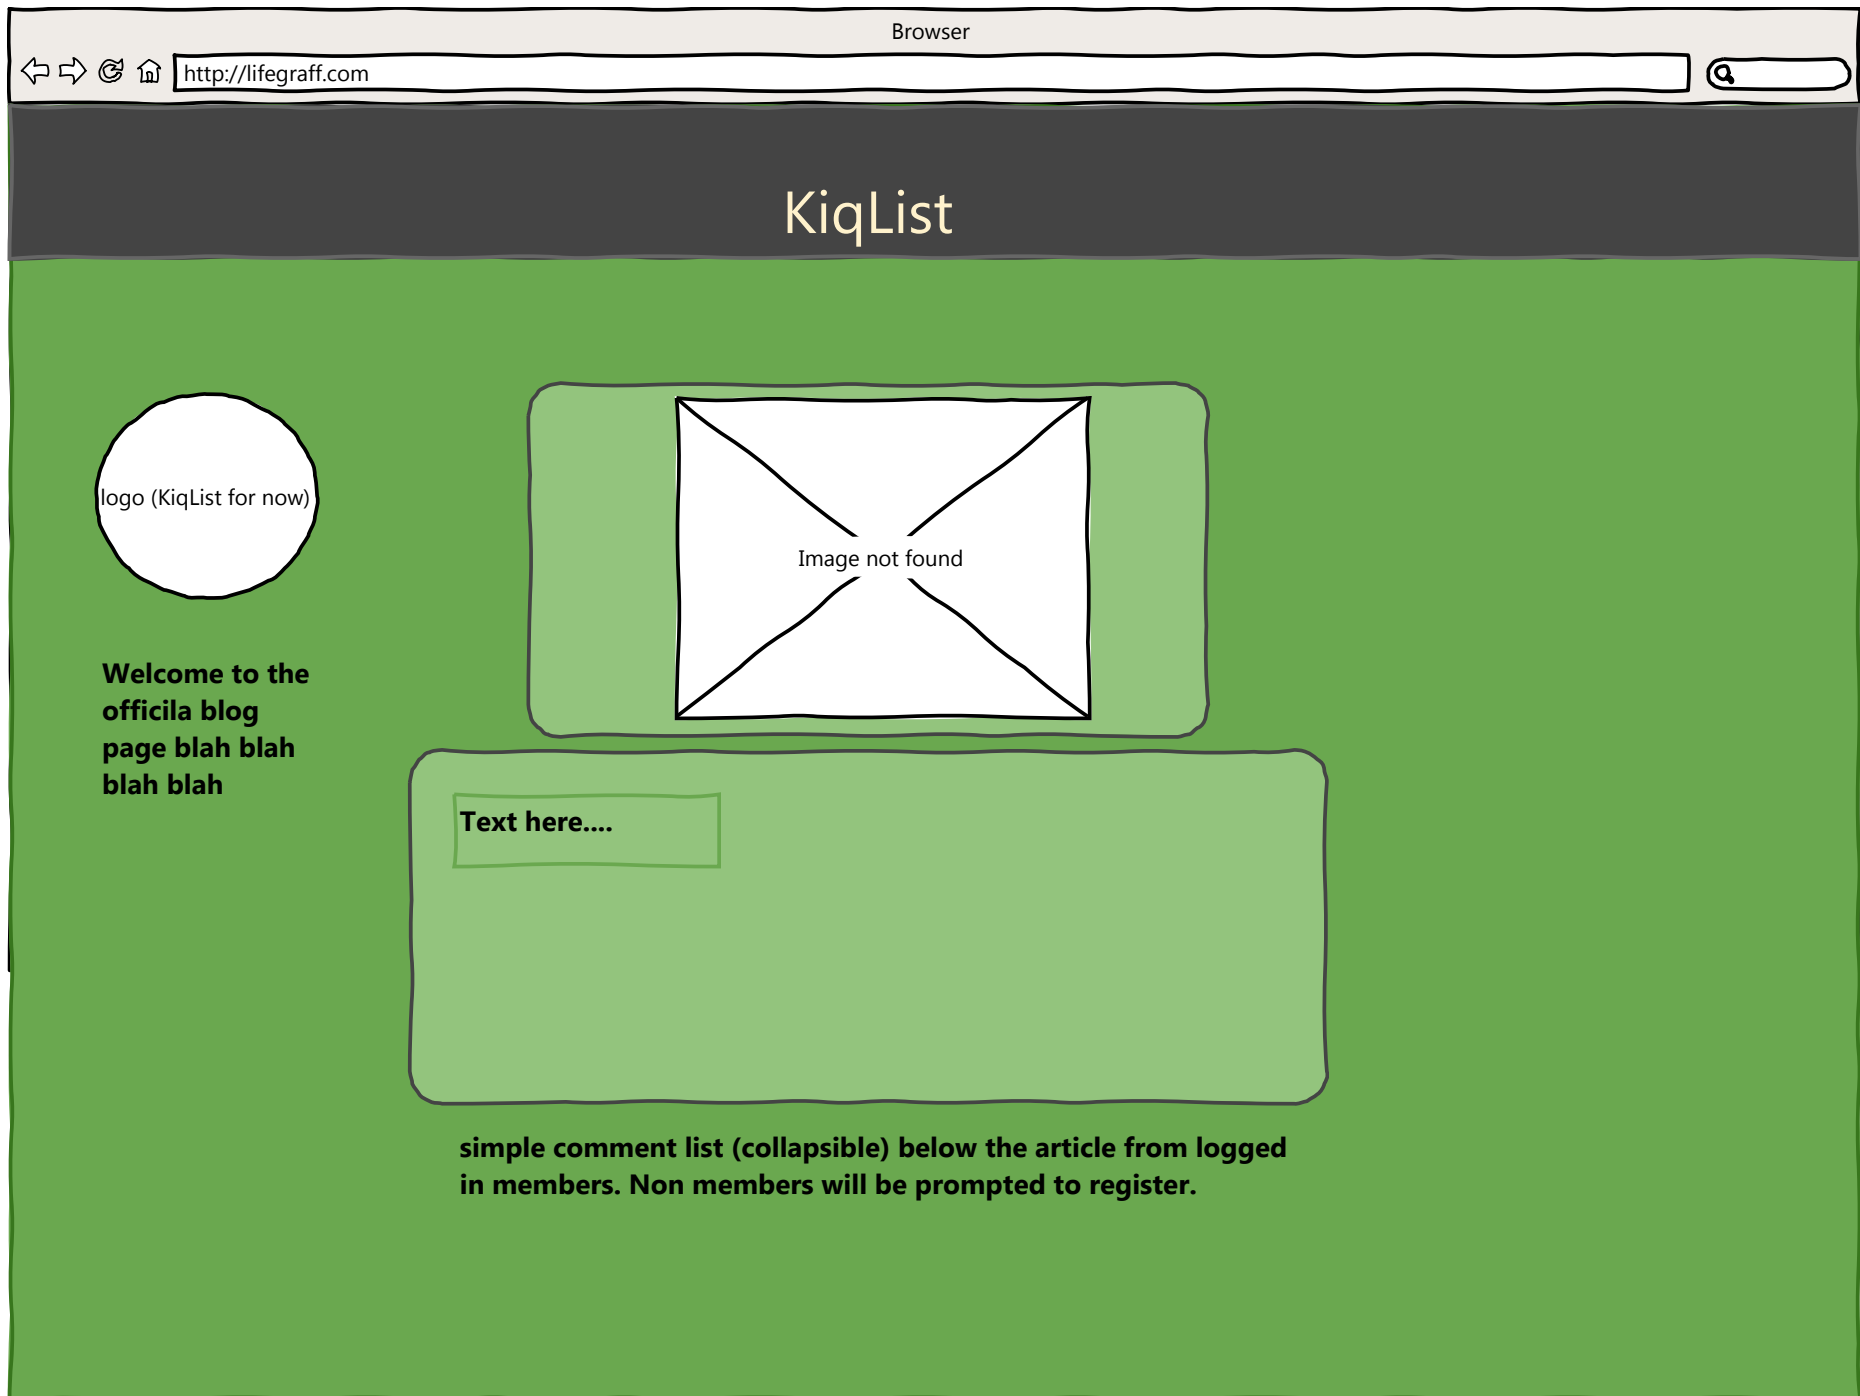 Browser
http://lifegraff.com
KiqList
logo (KiqList for now)
Image not found
Welcome to the
officila blog
page blah blah
blah blah
Text here....
simple comment list (collapsible) below the article from logged
in members. Non members will be prompted to register.